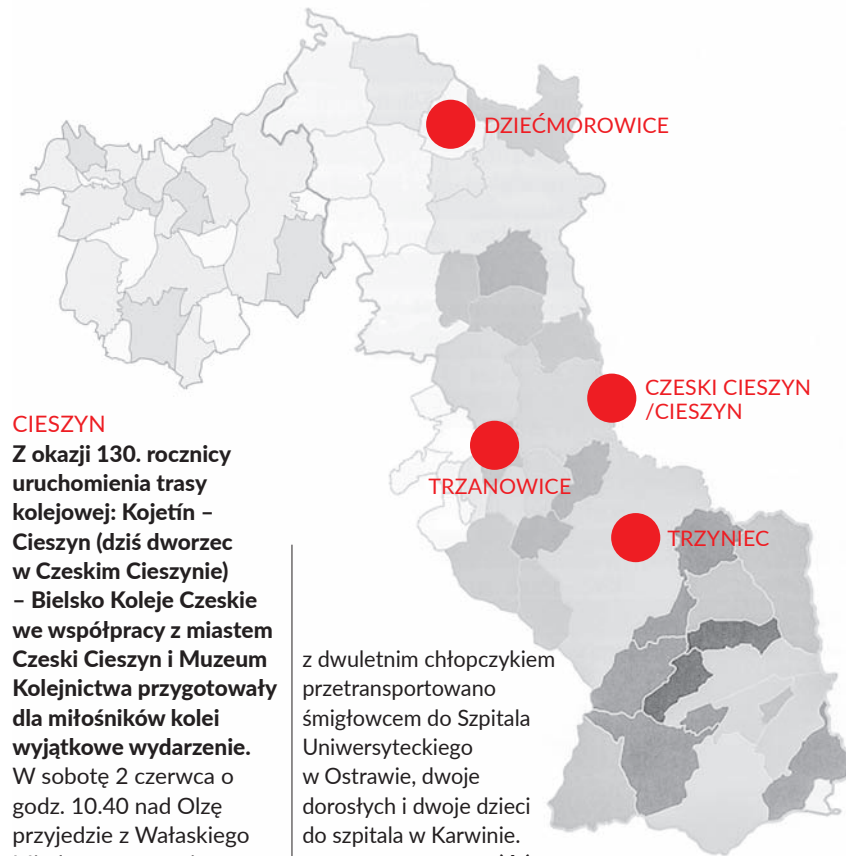 DZIEĆMOROWICE
CZESKI CIESZYN
/CIESZYN
TRZANOWICE
TRZYNIEC
CIESZYN
Z okazji 130. rocznicy
uruchomienia trasy
kolejowej: Kojetín –
Cieszyn (dziś dworzec
w Czeskim Cieszynie)
– Bielsko Koleje Czeskie
we współpracy z miastem
Czeski Cieszyn i Muzeum
Kolejnictwa przygotowały
dla miłośników kolei
wyjątkowe wydarzenie.
W sobotę 2 czerwca o
godz. 10.40 nad Olzę
przyjedzie z Wałaskiego
z dwuletnim chłopczykiem
przetransportowano
śmigłowcem do Szpitala
Uniwersyteckiego
w Ostrawie, dwoje
dorosłych i dwoje dzieci
do szpitala w Karwinie.